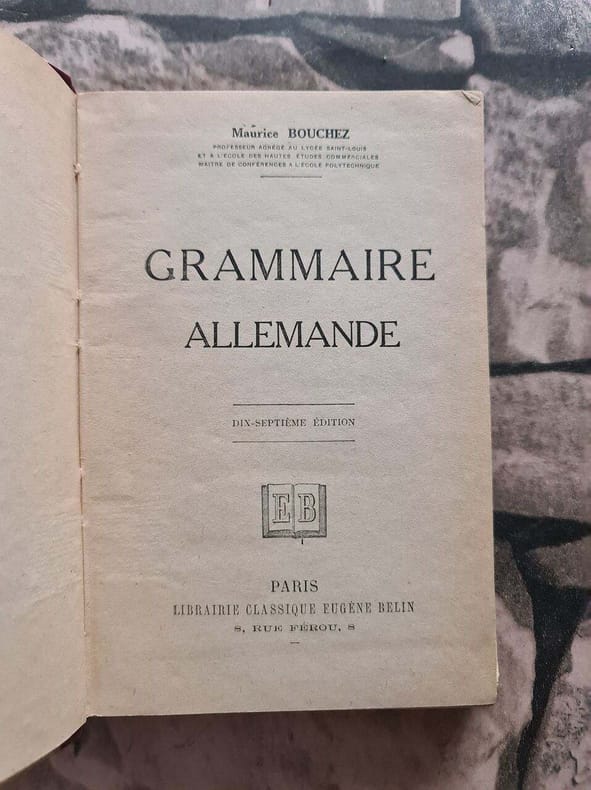 Maurice BOUCHEZ
PROFESSEUR AGRÉGÉ AU LYCÉE SAINT-LOUIS
ET A L'ÉCOLE DES HAUTES ÉTUDES COMMERCIALES
MAITRE DE CONFÉRENCES A L'ÉCOLE POLYTECHNIQUE
GRAMMAIRE
ALLEMANDE
DIX-SEPTIÈME ÉDITION
EB
PARIS
LIBRAIRIE CLASSIQUE EUGÈNE BELIN
8, RUE FÉROU, 8